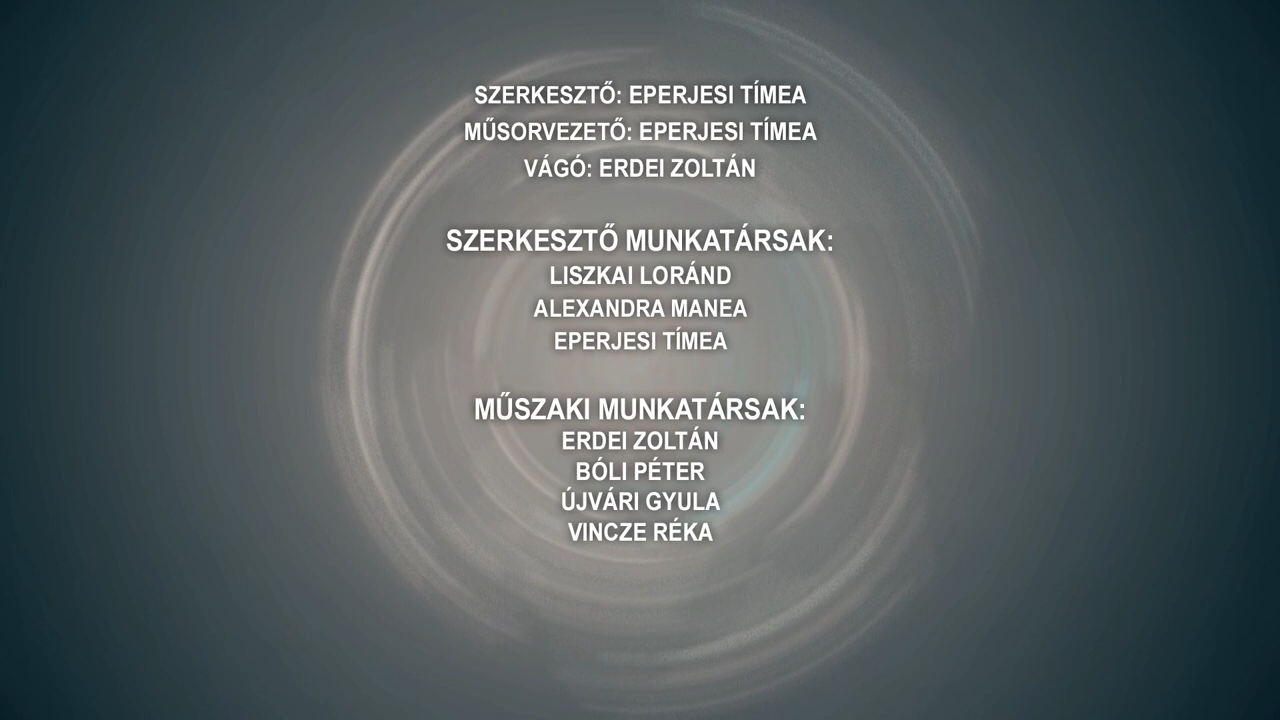 SZERKESZTŐ: EPERJESI TÍMEA
MŰSORVEZETŐ: EPERJESI TÍMEA
VÁGÓ: ERDEI ZOLTÁN
SZERKESZTŐ MUNKATÁRSAK:
LISZKAI LORÁND
ALEXANDRA MANEA
EPERJESI TÍMEA
MŰSZAKI MUNKATÁRSAK:
ERDEI ZOLTÁN
BÓLI PÉTER
ÚJVÁRI GYULA
VINCZE RÉKA